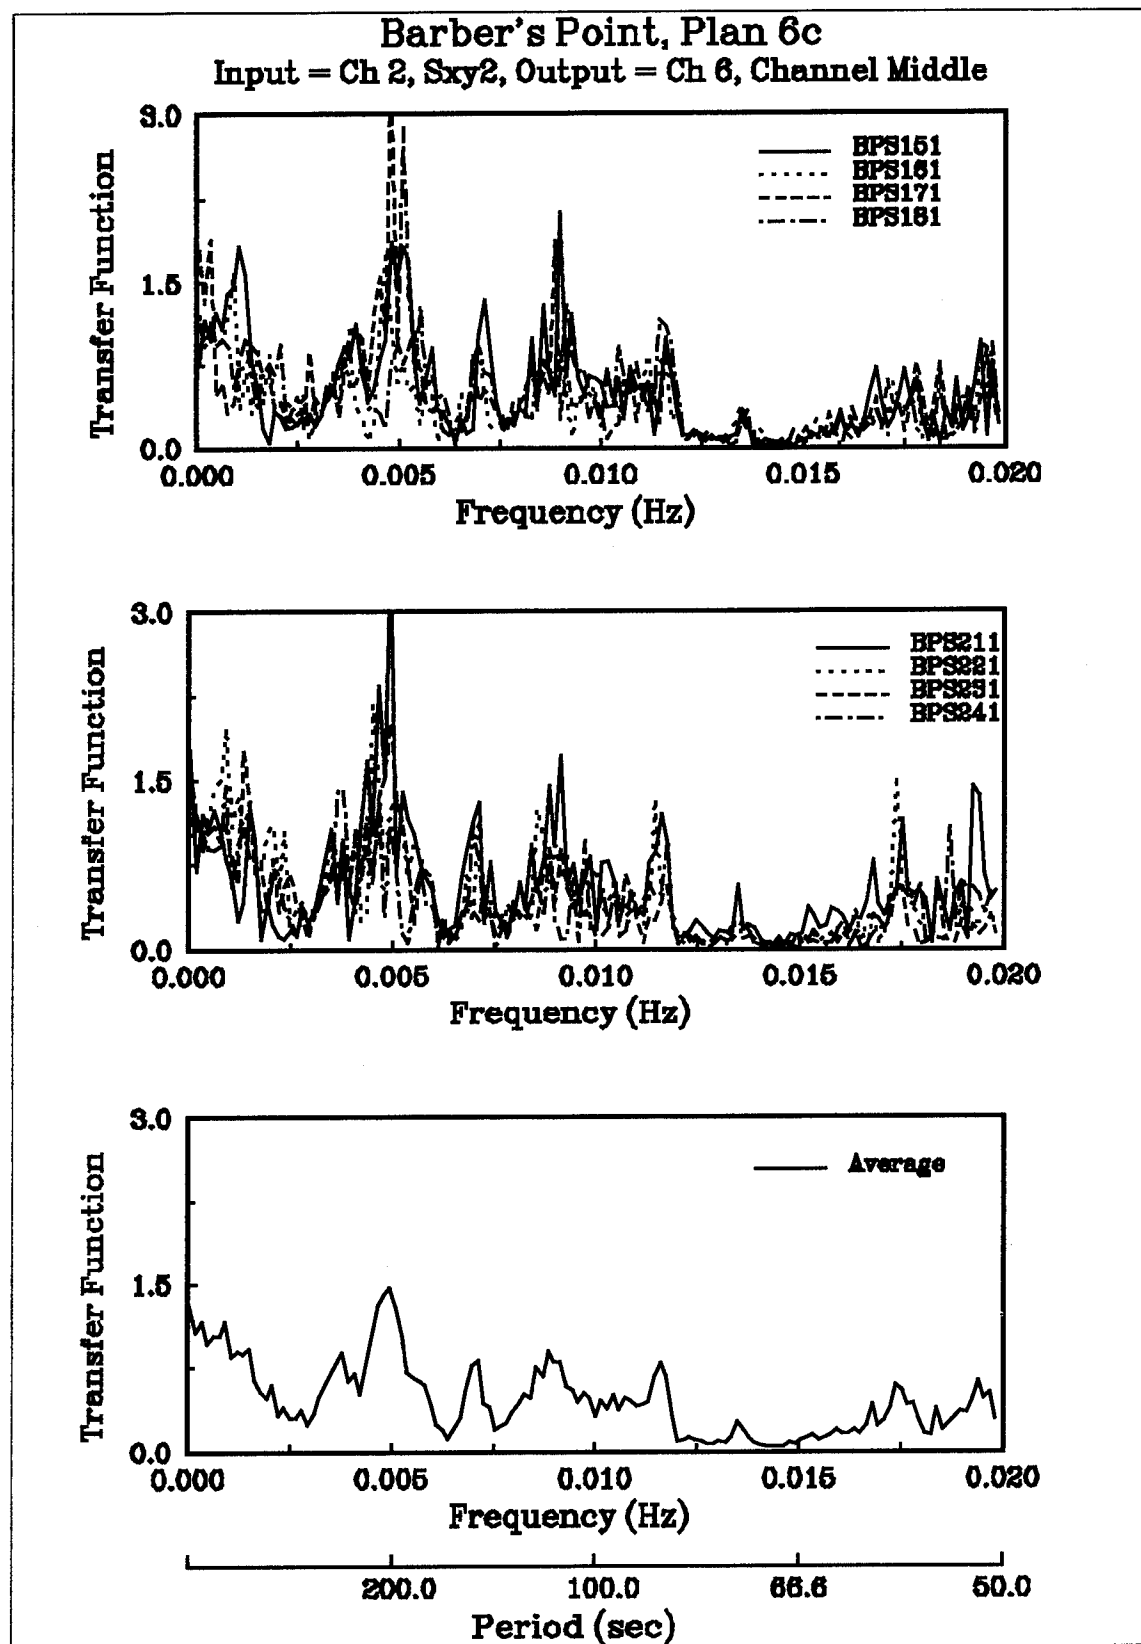 Barber's Point, Plan 6c
Input = Ch 2, Sxy2, Output = Ch 6, Channel Middle
3.0
1.5
0.0
Transfer Function
BPS151
BPS161
BPS171
BPS181
0.000 0.005 0.010 0.015 0.020
Frequency (Hz)
3.0
1.5
0.0
Transfer Function
BPS211
BPS221
BPS231
BPS241
0.000 0.005 0.010 0.015 0.020
Frequency (Hz)
3.0
1.5
0.0
Transfer Function
Average
0.000 0.005 0.010 0.015 0.020
Frequency (Hz)
200.0 100.0 66.6 50.0
Period (sec)